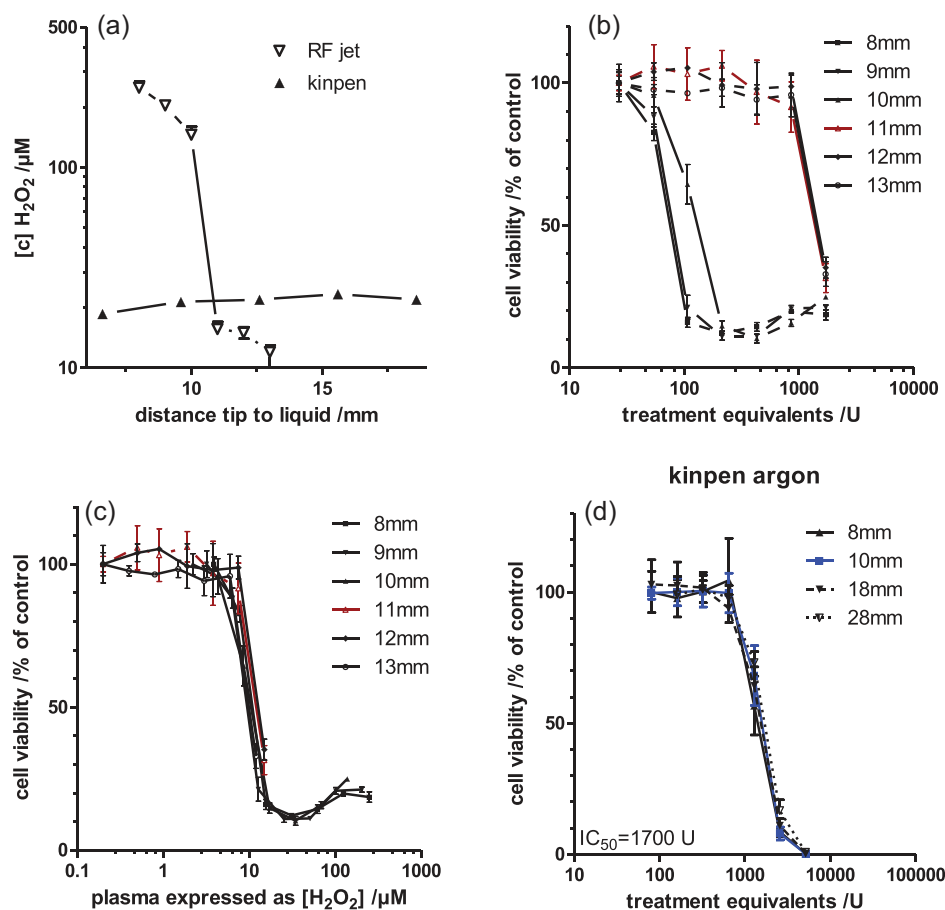 (a)
500
100
10
[c] H₂O₂ /µM
10
15
distance tip to liquid /mm
RF jet
kinpen
(b)
100
50
0
cell viability /% of control
10
100
1000
10000
treatment equivalents /U
8mm
9mm
10mm
11mm
12mm
13mm
(c)
100
50
0
cell viability /% of control
0.1
1
10
100
1000
plasma expressed as [H₂O₂] /µM
8mm
9mm
10mm
11mm
12mm
13mm
kinpen argon
(d)
100
50
0
cell viability /% of control
IC₅₀=1700 U
10
100
1000
10000
100000
treatment equivalents /U
8mm
10mm
18mm
28mm